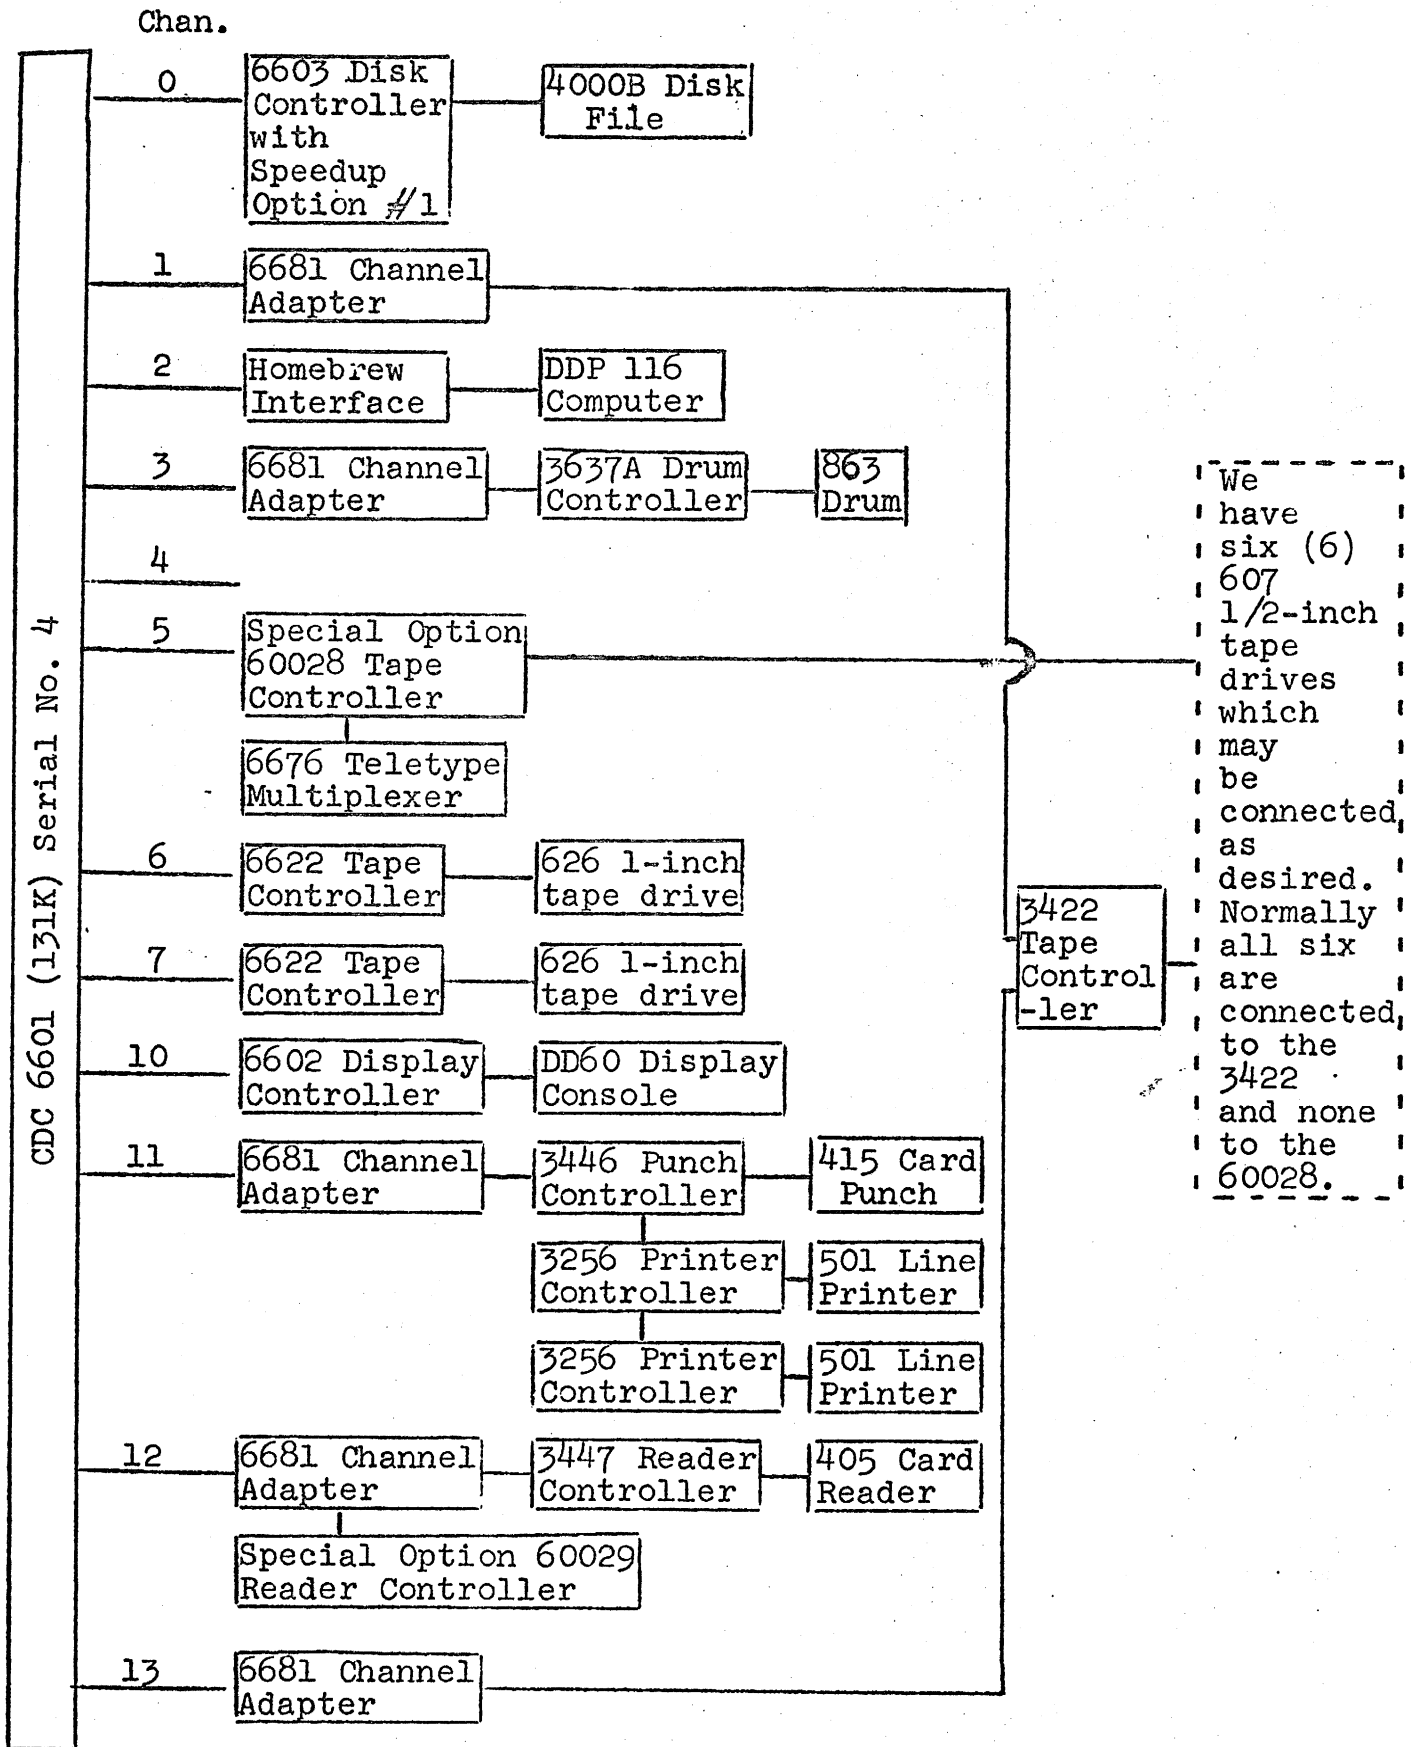 Chan.
CDC 6601 (131K) Serial No. 4
0
6603 Disk
Controller
with
Speedup
Option #1
4000B Disk
File
1
6681 Channel
Adapter
2
Homebrew
Interface
DDP 116
Computer
3
6681 Channel
Adapter
3637A Drum
Controller
863
Drum
4
5
Special Option
60028 Tape
Controller
6676 Teletype
Multiplexer
6
6622 Tape
Controller
626 1-inch
tape drive
7
6622 Tape
Controller
626 1-inch
tape drive
10
6602 Display
Controller
DD60 Display
Console
11
6681 Channel
Adapter
3446 Punch
Controller
415 Card
Punch
3256 Printer
Controller
501 Line
Printer
3256 Printer
Controller
501 Line
Printer
12
6681 Channel
Adapter
3447 Reader
Controller
405 Card
Reader
Special Option 60029
Reader Controller
13
6681 Channel
Adapter
3422
Tape
Control
-ler
We
have
six (6)
607
1/2-inch
tape
drives
which
may
be
connected
as
desired.
Normally
all six
are
connected
to the
3422
and none
to the
60028.